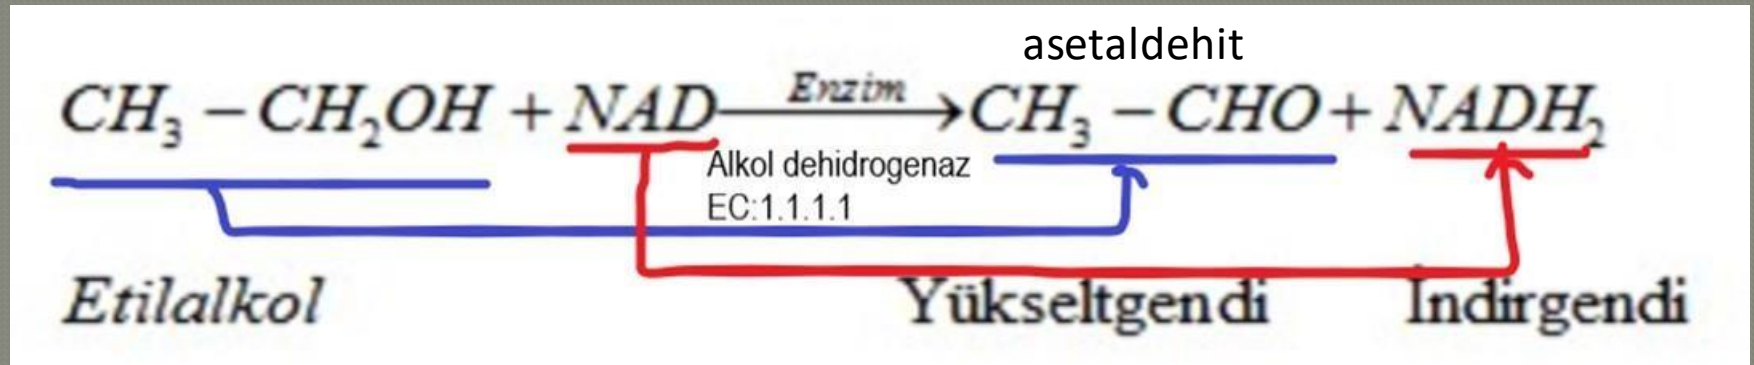 asetaldehit
CH₃ – CH₂OH + NAD Enzim → CH₃ – CHO + NADH₂
Alkol dehidrogenaz
EC:1.1.1.1
Etilalkol Yükseltgendi İndirgendi